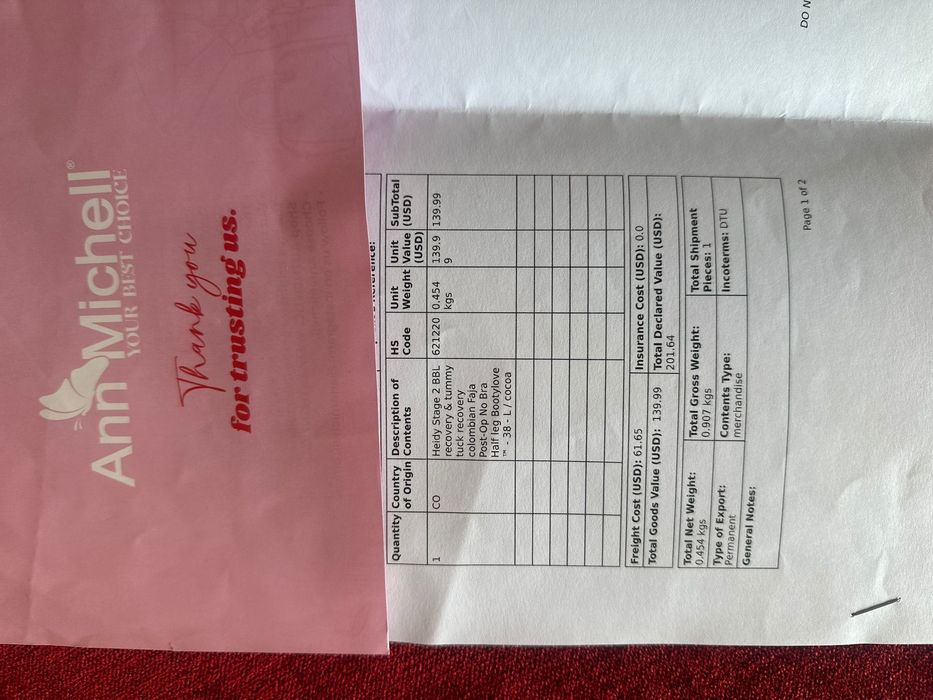 AnnMichell®
YOUR BEST CHOICE
Thank you
for trusting us.
Quantity Country of Origin Description of Contents HS Code Unit Weight Unit Value (USD) SubTotal (USD)
1 CO Heidy Stage 2 BBL 621220 0.454 139.9 139.99
recovery & tummy kgs 9
tuck recovery
colombian Faja
Post-Op No Bra
Half leg Bootylove
™ - 38 - L / cocoa
Freight Cost (USD): 61.65 Insurance Cost (USD): 0.0
Total Goods Value (USD): 139.99 Total Declared Value (USD):
201.64
Total Net Weight: Total Gross Weight: Total Shipment
0.454 kgs 0.907 kgs Pieces: 1
Type of Export: Contents Type: Incoterms: DTU
Permanent merchandise
General Notes:
Page 1 of 2
DO N